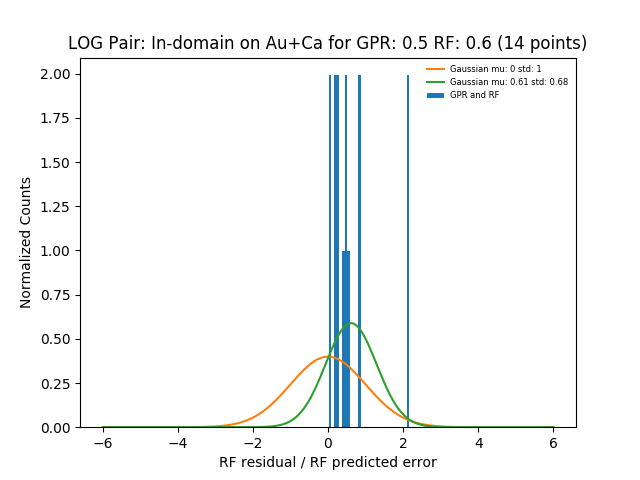 LOG Pair: In-domain on Au+Ca for GPR: 0.5 RF: 0.6 (14 points)
Gaussian mu: 0 std: 1
Gaussian mu: 0.61 std: 0.68
GPR and RF
Normalized Counts
2.00
1.75
1.50
1.25
1.00
0.75
0.50
0.25
0.00
−6
−4
−2
0
2
4
6
RF residual / RF predicted error